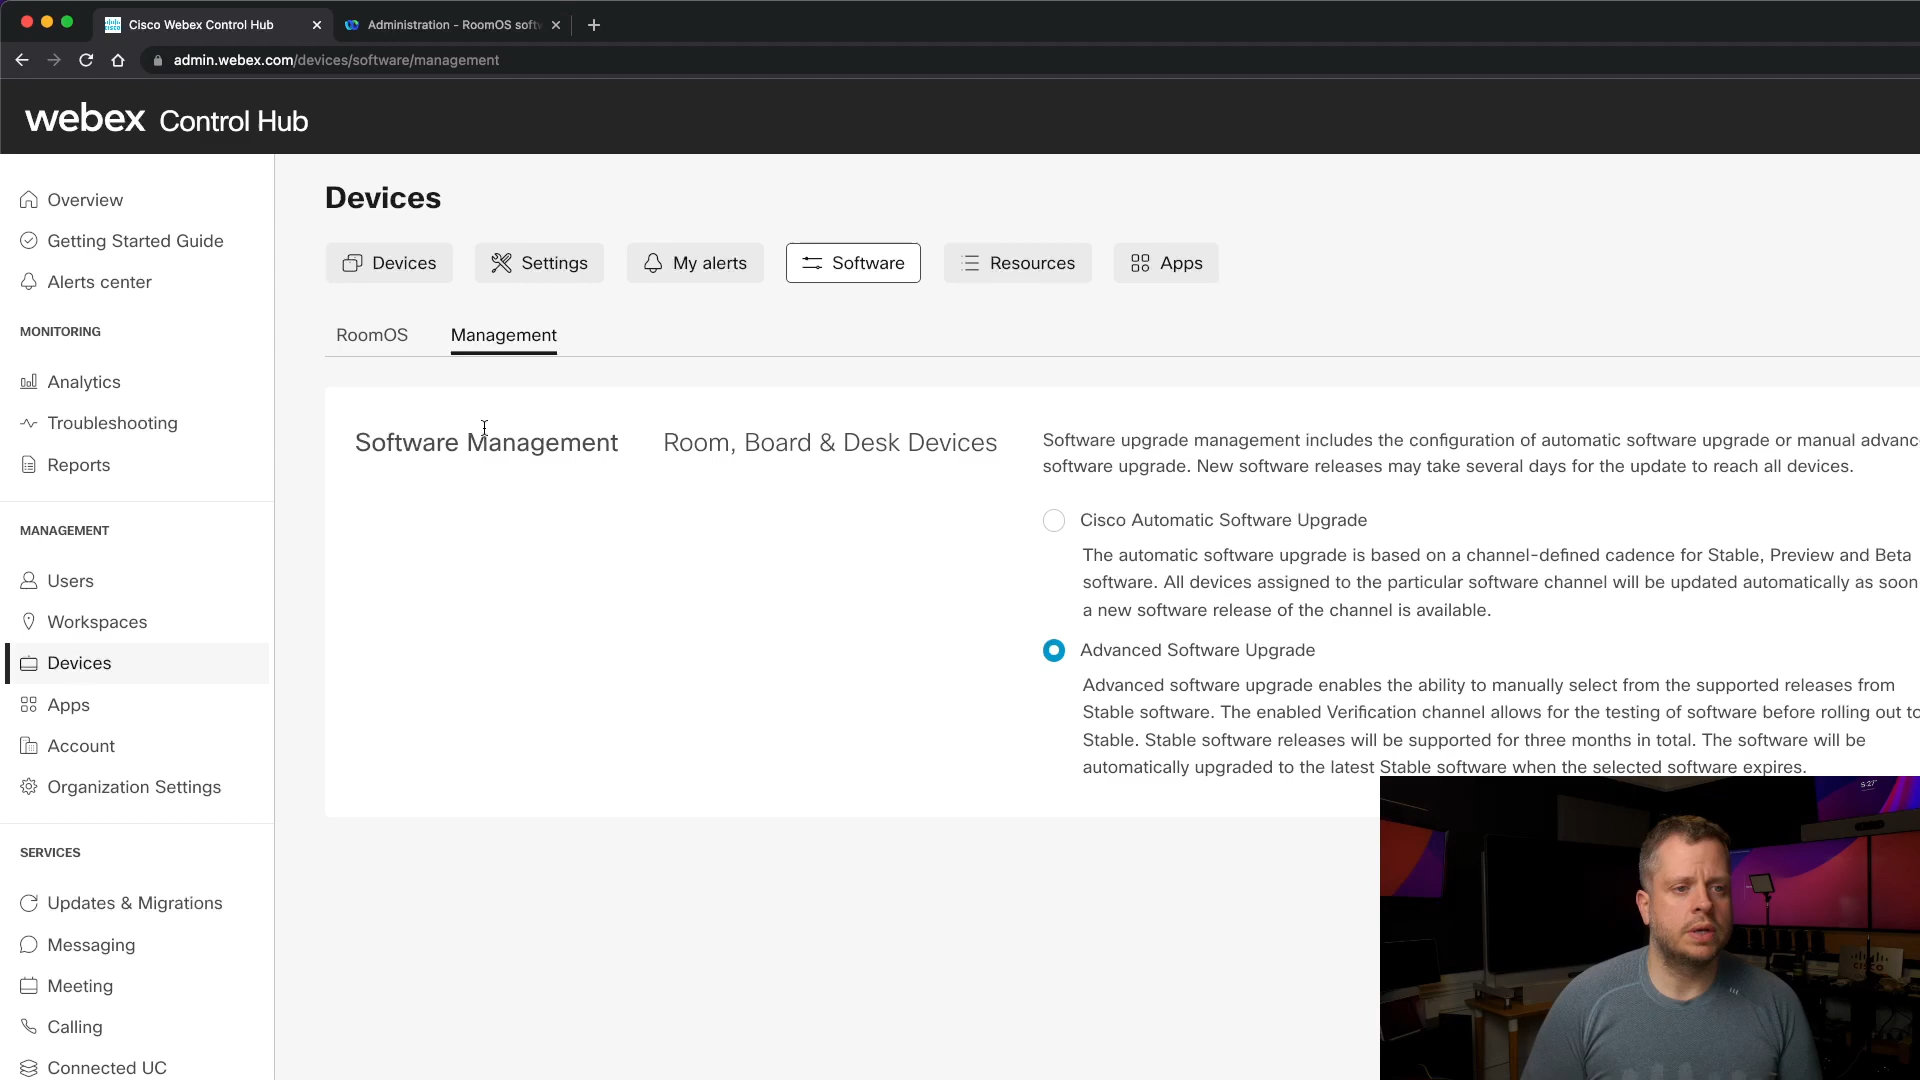 Cisco Webex Control Hub
Administration - RoomOS softw
admin.webex.com/devices/software/management
webex Control Hub
Overview
Getting Started Guide
Alerts center
MONITORING
Analytics
Troubleshooting
Reports
MANAGEMENT
Users
Workspaces
Devices
Apps
Account
Organization Settings
SERVICES
Updates & Migrations
Messaging
Meeting
Calling
Connected UC
Devices
Devices
Settings
My alerts
Software
Resources
Apps
RoomOS
Management
Software Management
Room, Board & Desk Devices
Software upgrade management includes the configuration of automatic software upgrade or manual advanc
software upgrade. New software releases may take several days for the update to reach all devices.
Cisco Automatic Software Upgrade
The automatic software upgrade is based on a channel-defined cadence for Stable, Preview and Beta
software. All devices assigned to the particular software channel will be updated automatically as soon
a new software release of the channel is available.
Advanced Software Upgrade
Advanced software upgrade enables the ability to manually select from the supported releases from
Stable software. The enabled Verification channel allows for the testing of software before rolling out to
Stable. Stable software releases will be supported for three months in total. The software will be
automatically upgraded to the latest Stable software when the selected software expires.
5:27
CISCO